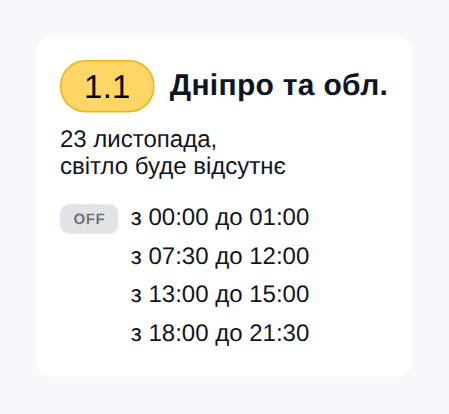 1.1 Дніпро та обл.
23 листопада,
світло буде відсутнє
OFF з 00:00 до 01:00
з 07:30 до 12:00
з 13:00 до 15:00
з 18:00 до 21:30